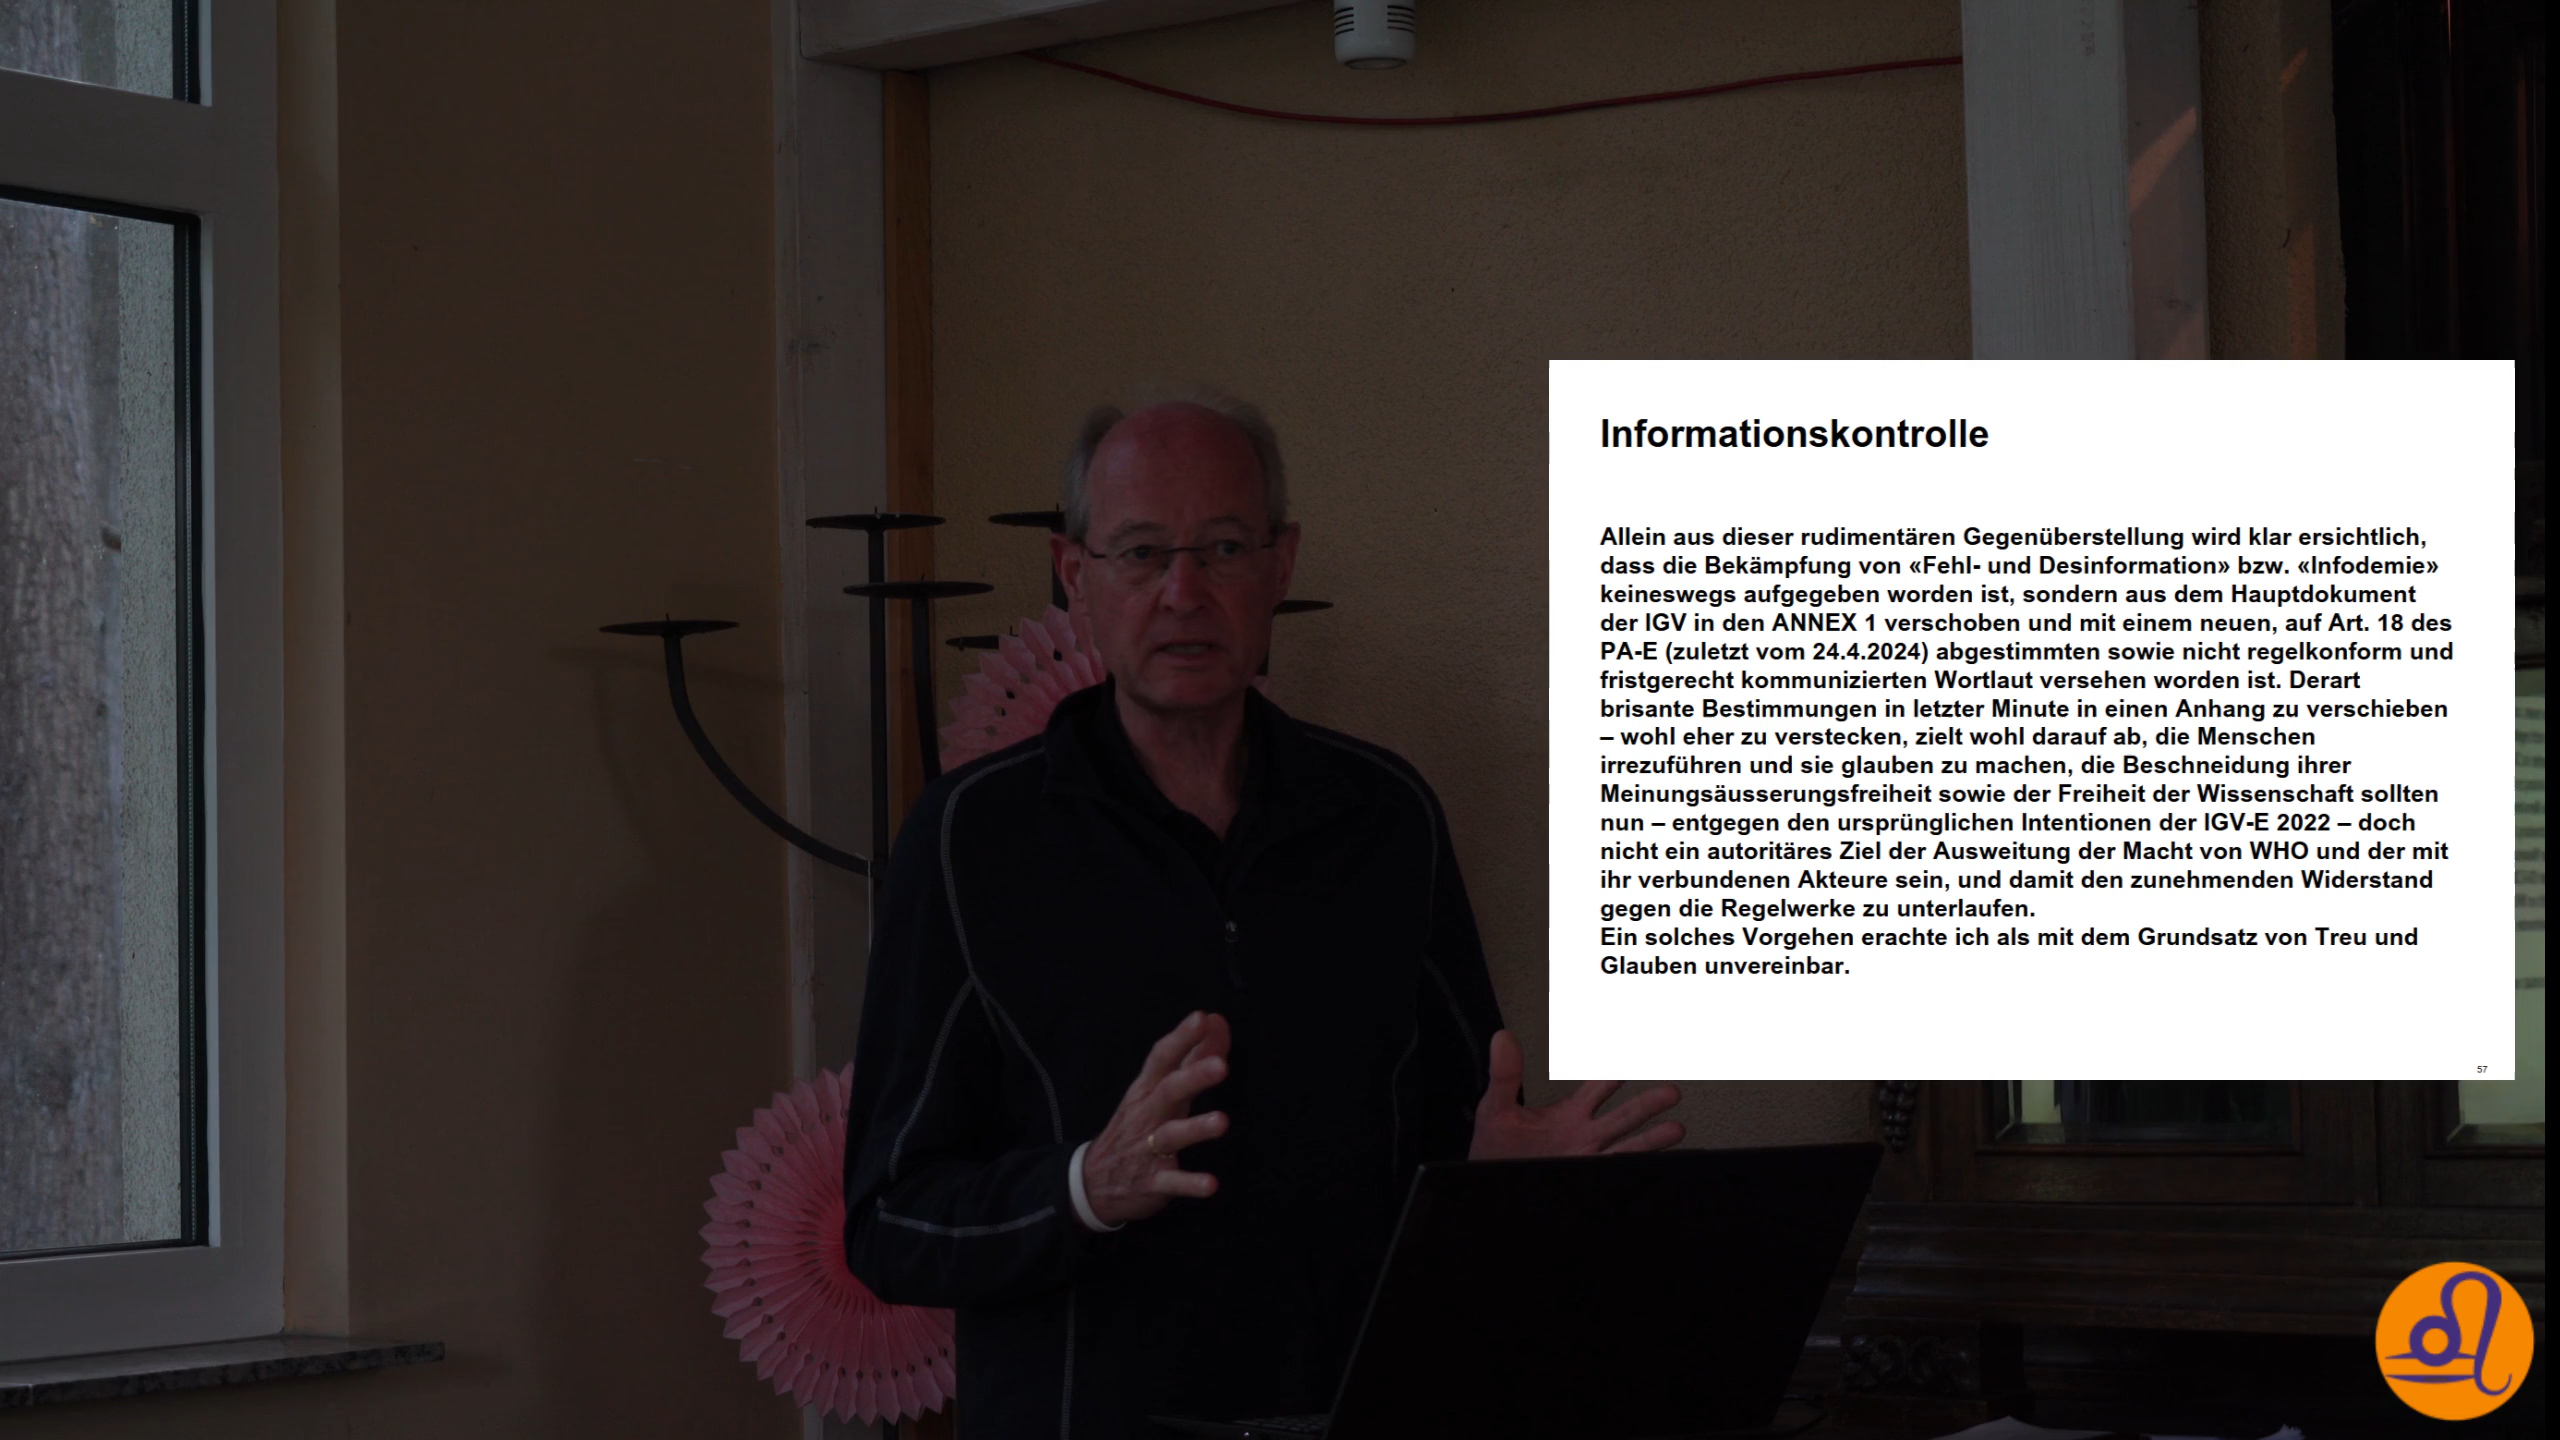 Informationskontrolle
Allein aus dieser rudimentären Gegenüberstellung wird klar ersichtlich,
dass die Bekämpfung von «Fehl- und Desinformation» bzw. «Infodemie»
keineswegs aufgegeben worden ist, sondern aus dem Hauptdokument
der IGV in den ANNEX 1 verschoben und mit einem neuen, auf Art. 18 des
PA-E (zuletzt vom 24.4.2024) abgestimmten sowie nicht regelkonform und
fristgerecht kommunizierten Wortlaut versehen worden ist. Derart
brisante Bestimmungen in letzter Minute in einen Anhang zu verschieben
– wohl eher zu verstecken, zielt wohl darauf ab, die Menschen
irrezuführen und sie glauben zu machen, die Beschneidung ihrer
Meinungsäusserungsfreiheit sowie der Freiheit der Wissenschaft sollten
nun – entgegen den ursprünglichen Intentionen der IGV-E 2022 – doch
nicht ein autoritäres Ziel der Ausweitung der Macht von WHO und der mit
ihr verbundenen Akteure sein, und damit den zunehmenden Widerstand
gegen die Regelwerke zu unterlaufen.
Ein solches Vorgehen erachte ich als mit dem Grundsatz von Treu und
Glauben unvereinbar.
57